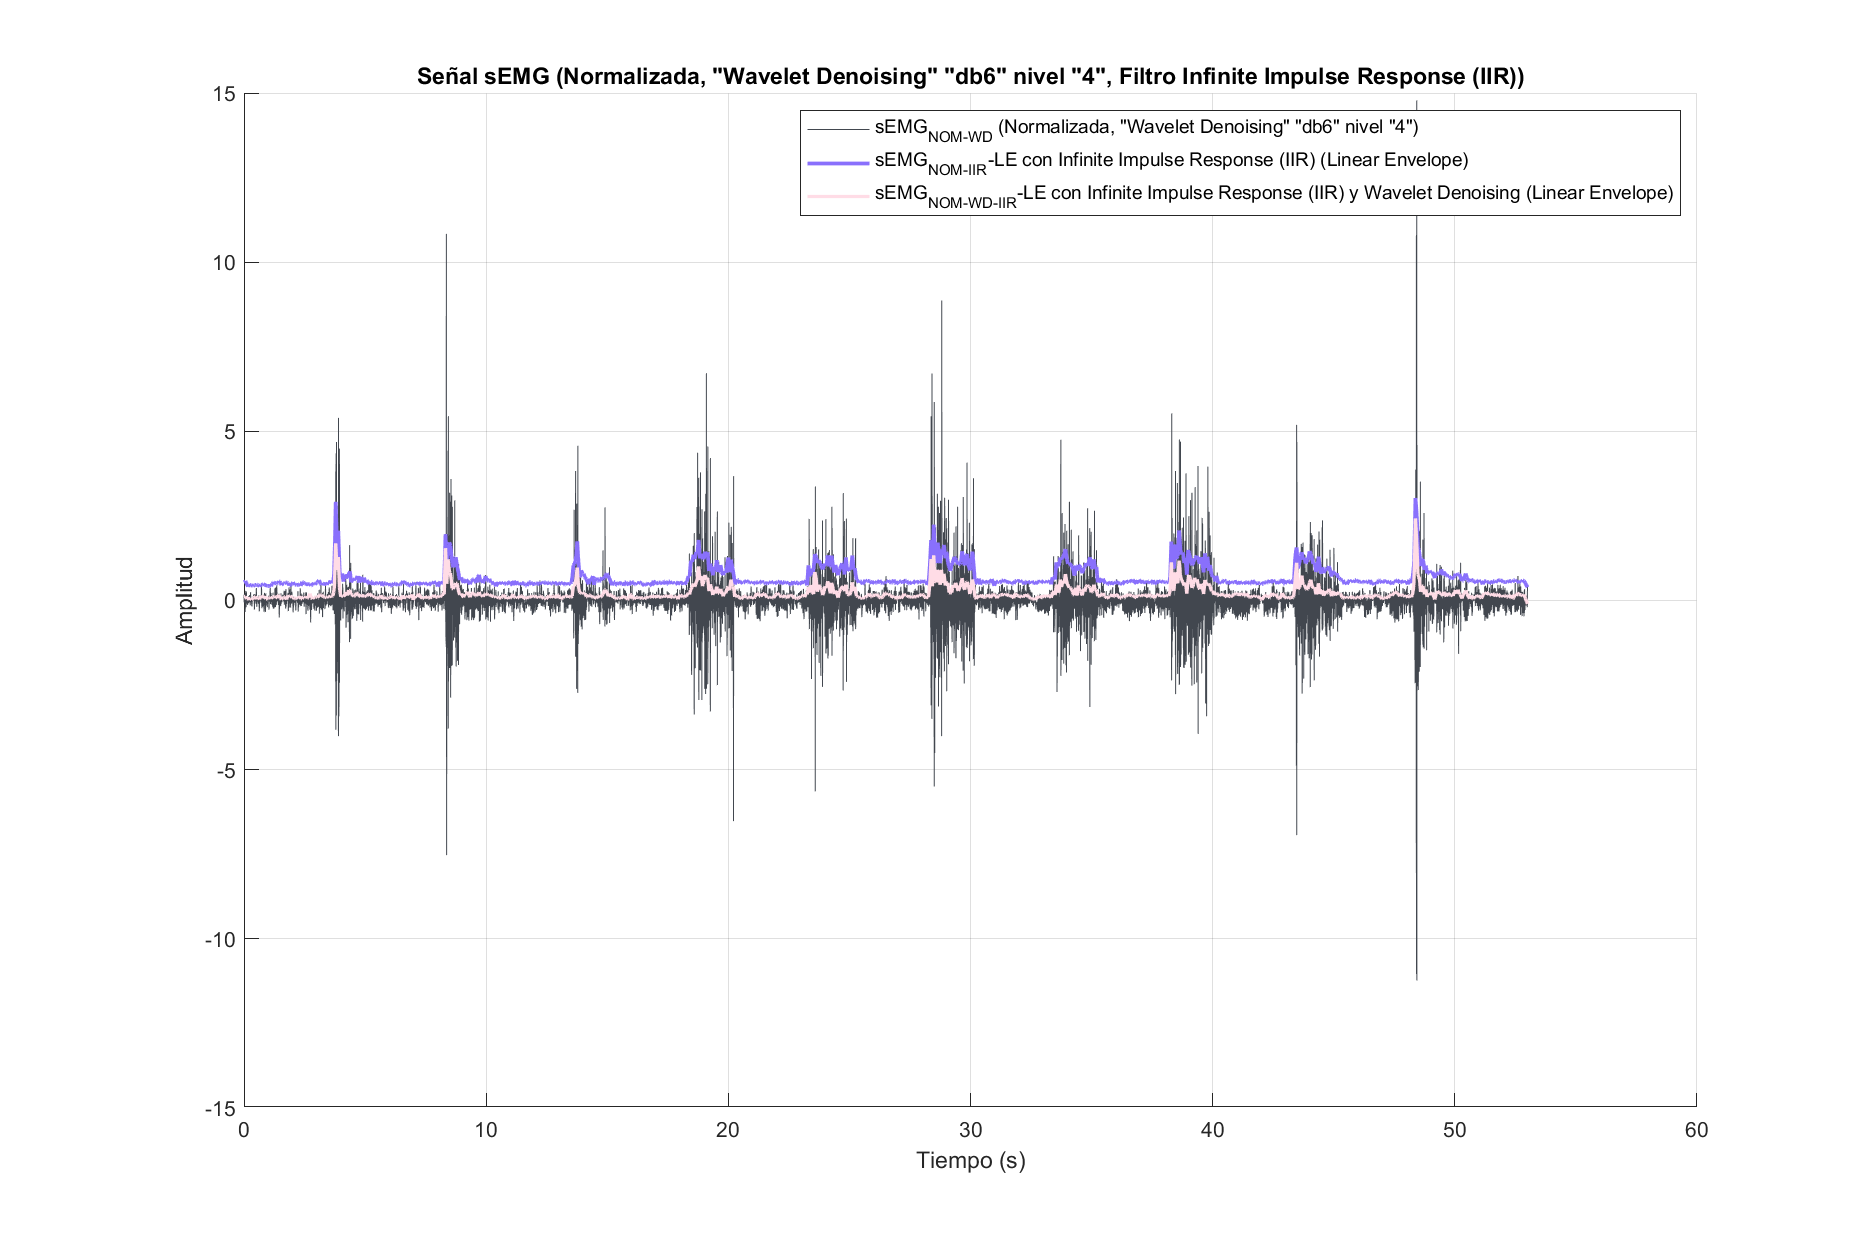 Señal sEMG (Normalizada, "Wavelet Denoising" "db6" nivel "4", Filtro Infinite Impulse Response (IIR))
sEMG_NOM-WD (Normalizada, "Wavelet Denoising" "db6" nivel "4")
sEMG_NOM-IIR-LE con Infinite Impulse Response (IIR) (Linear Envelope)
sEMG_NOM-WD-IIR-LE con Infinite Impulse Response (IIR) y Wavelet Denoising (Linear Envelope)
15
10
5
0
-5
-10
-15
Amplitud
0 10 20 30 40 50 60
Tiempo (s)